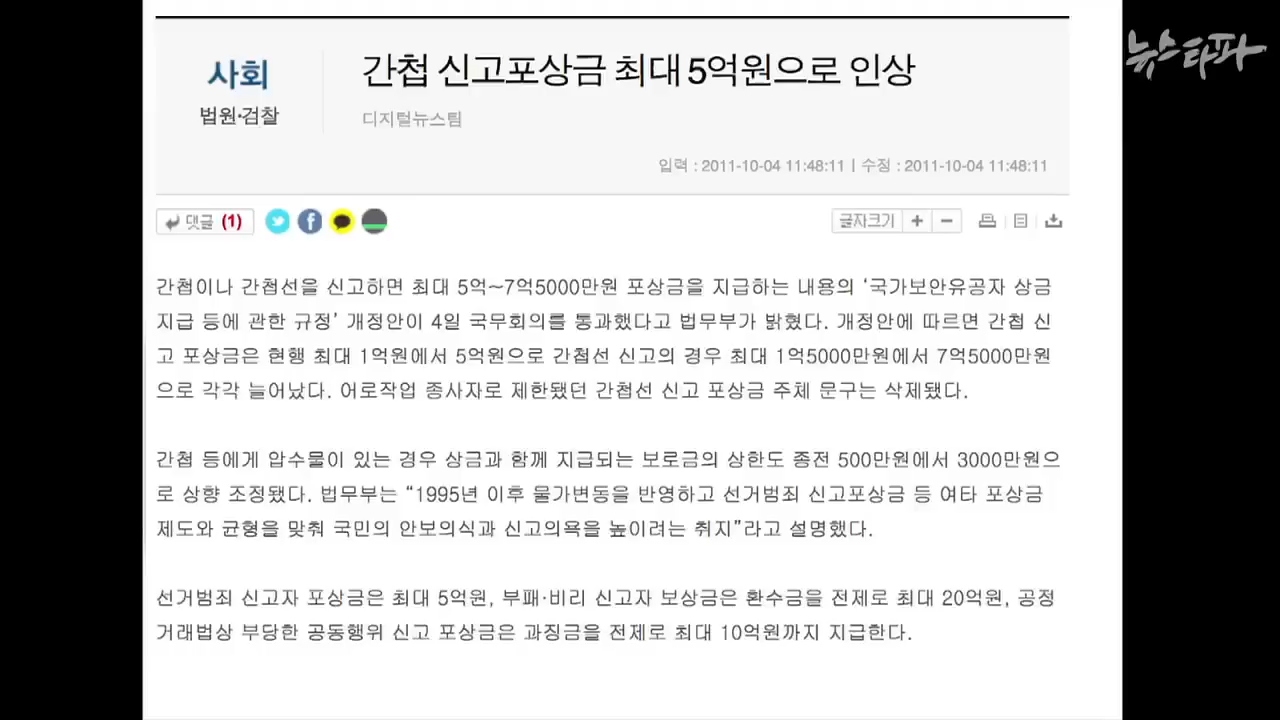 뉴스타파
사회
법원·검찰
간첩 신고포상금 최대 5억원으로 인상
디지털뉴스팀
입력 : 2011-10-04 11:48:11 | 수정 : 2011-10-04 11:48:11
댓글 (1)
글자크기 + −
간첩이나 간첩선을 신고하면 최대 5억~7억5000만원 포상금을 지급하는 내용의 ‘국가보안유공자 상금
지급 등에 관한 규정’ 개정안이 4일 국무회의를 통과했다고 법무부가 밝혔다. 개정안에 따르면 간첩 신
고 포상금은 현행 최대 1억원에서 5억원으로 간첩선 신고의 경우 최대 1억5000만원에서 7억5000만원
으로 각각 늘어났다. 어로작업 종사자로 제한됐던 간첩선 신고 포상금 주체 문구는 삭제됐다.
간첩 등에게 압수물이 있는 경우 상금과 함께 지급되는 보로금의 상한도 종전 500만원에서 3000만원으
로 상향 조정됐다. 법무부는 “1995년 이후 물가변동을 반영하고 선거범죄 신고포상금 등 여타 포상금
제도와 균형을 맞춰 국민의 안보의식과 신고의욕을 높이려는 취지”라고 설명했다.
선거범죄 신고자 포상금은 최대 5억원, 부패·비리 신고자 보상금은 환수금을 전제로 최대 20억원, 공정
거래법상 부당한 공동행위 신고 포상금은 과징금을 전제로 최대 10억원까지 지급한다.